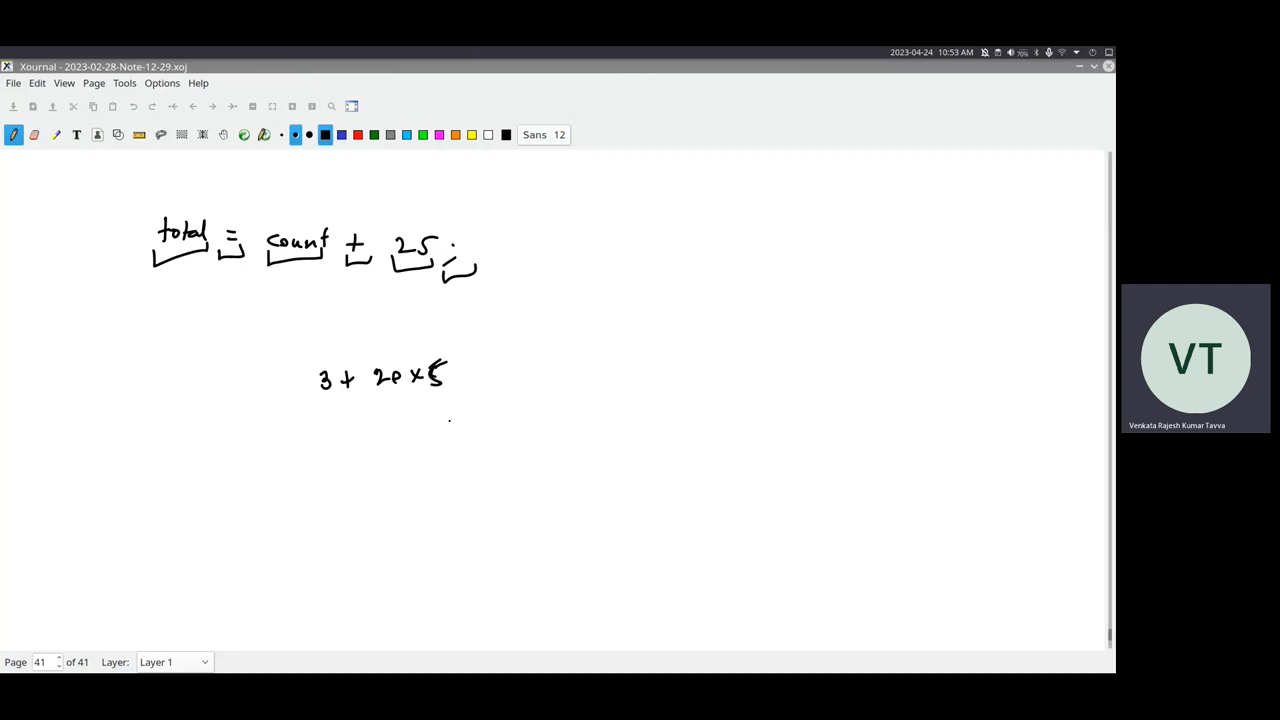 2023-04-24 10:53 AM 70%
Xournal - 2023-02-28-Note-12-29.xoj
File Edit View Page Tools Options Help
Sans 12
total = count + 25 ;
3 + 20 × 5
VT
Venkata Rajesh Kumar Tavva
Page 41 of 41 Layer: Layer 1